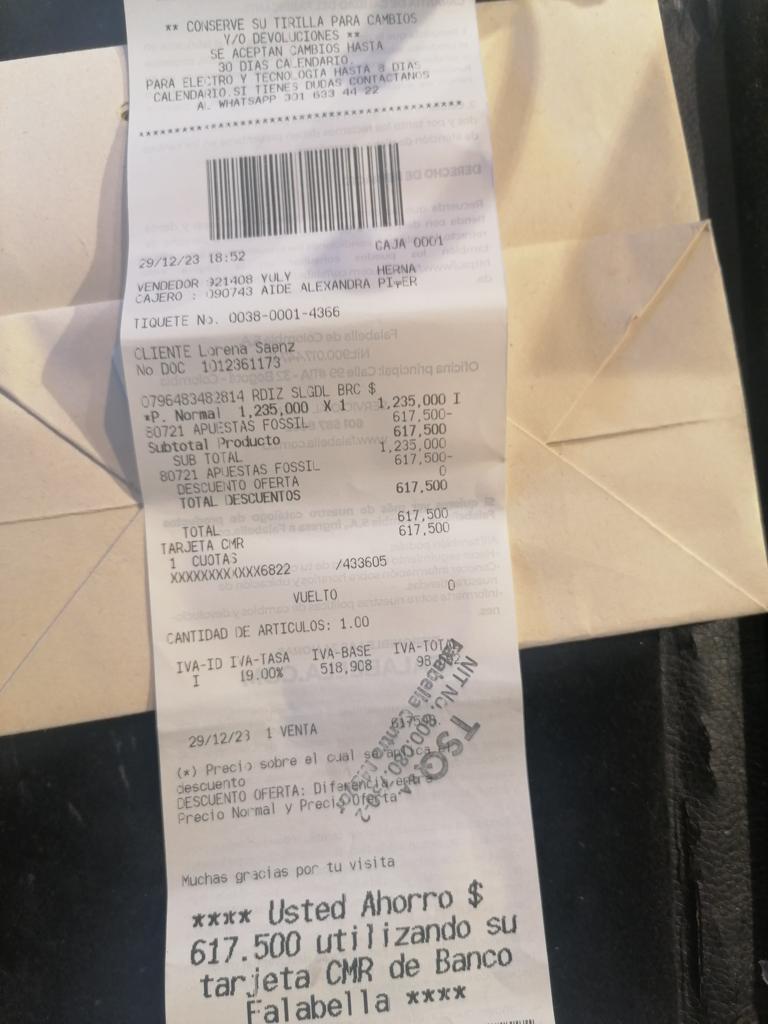 ** CONSERVE SU TIRILLA PARA CAMBIOS
Y/O DEVOLUCIONES **
SE ACEPTAN CAMBIOS HASTA
30 DIAS CALENDARIO
PARA ELECTRO Y TECNOLOGIA HASTA 8 DIAS
CALENDARIO.SI TIENES DUDAS CONTACTANOS
AL WHATSAPP 301 633 44 22
29/12/23 18:52 CAJA 0001
VENDEDOR 921408 YULY HERNA
CAJERO : 090743 AIDE ALEXANDRA
TIQUETE No. 0038-0001-4366
CLIENTE Lorena Saenz
No DOC 1012361173
0796483482814 RDIZ SLGDL BRC $
*P. Normal 1,235,000 X 1 1,235,000 I
80721 APUESTAS FOSSIL 617,500-
Subtotal Producto 617,500
SUB TOTAL 1,235,000
80721 APUESTAS FOSSIL 617,500-
DESCUENTO OFERTA 0
TOTAL DESCUENTOS 617,500
TOTAL 617,500
TARJETA CMR 617,500
1 CUOTAS
XXXXXXXXXXXX6822 /433605
VUELTO 0
CANTIDAD DE ARTICULOS: 1.00
IVA-ID IVA-TASA IVA-BASE IVA-TOTAL
I 19.00% 518,908
29/12/23 1 VENTA
(*) Precio sobre el cual se aplica el
descuento
DESCUENTO OFERTA: Diferencia entre
Precio Normal y Precio Oferta
Muchas gracias por tu visita
**** Usted Ahorro $
617.500 utilizando su
tarjeta CMR de Banco
Falabella ****